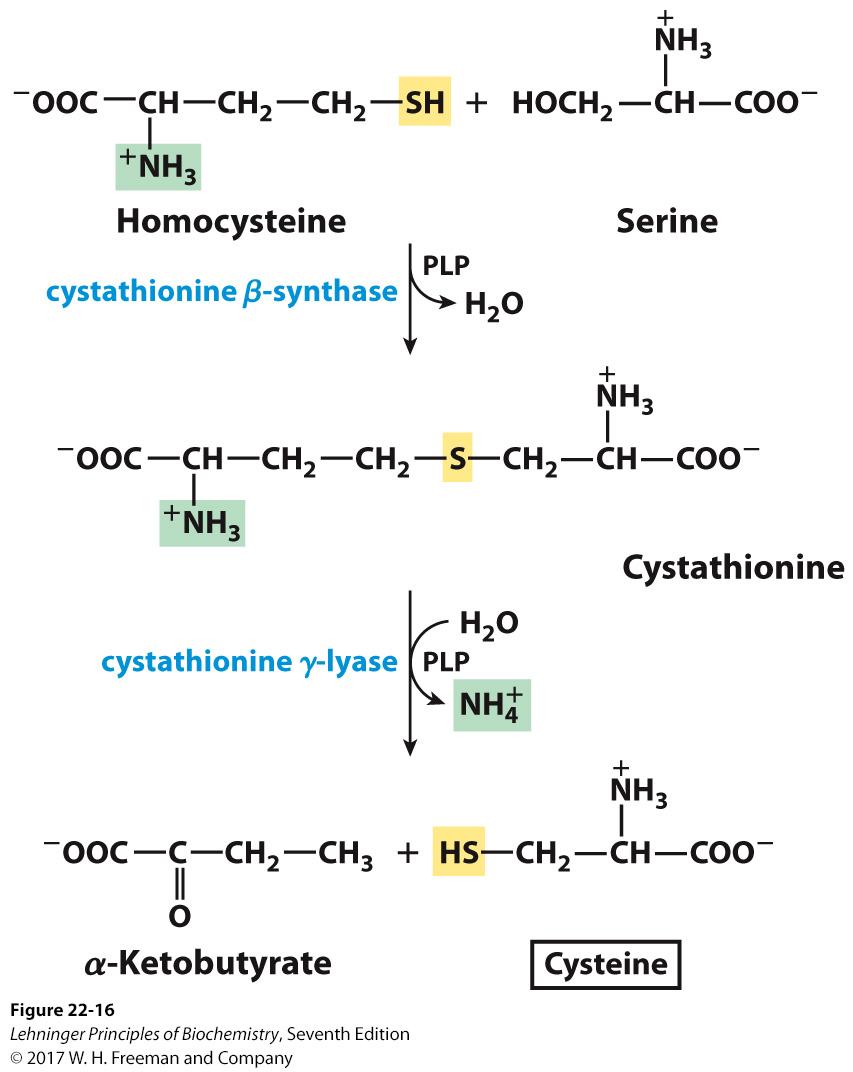 ⁻OOC—CH—CH₂—CH₂—SH + HOCH₂—CH—COO⁻
⁺NH₃
⁺NH₃
Homocysteine Serine
cystathionine β-synthase
PLP
H₂O
⁻OOC—CH—CH₂—CH₂—S—CH₂—CH—COO⁻
⁺NH₃
⁺NH₃
Cystathionine
cystathionine γ-lyase
H₂O
PLP
NH₄⁺
⁻OOC—C—CH₂—CH₃ + HS—CH₂—CH—COO⁻
⁺NH₃
O
α-Ketobutyrate Cysteine
Figure 22-16
Lehninger Principles of Biochemistry, Seventh Edition
© 2017 W. H. Freeman and Company